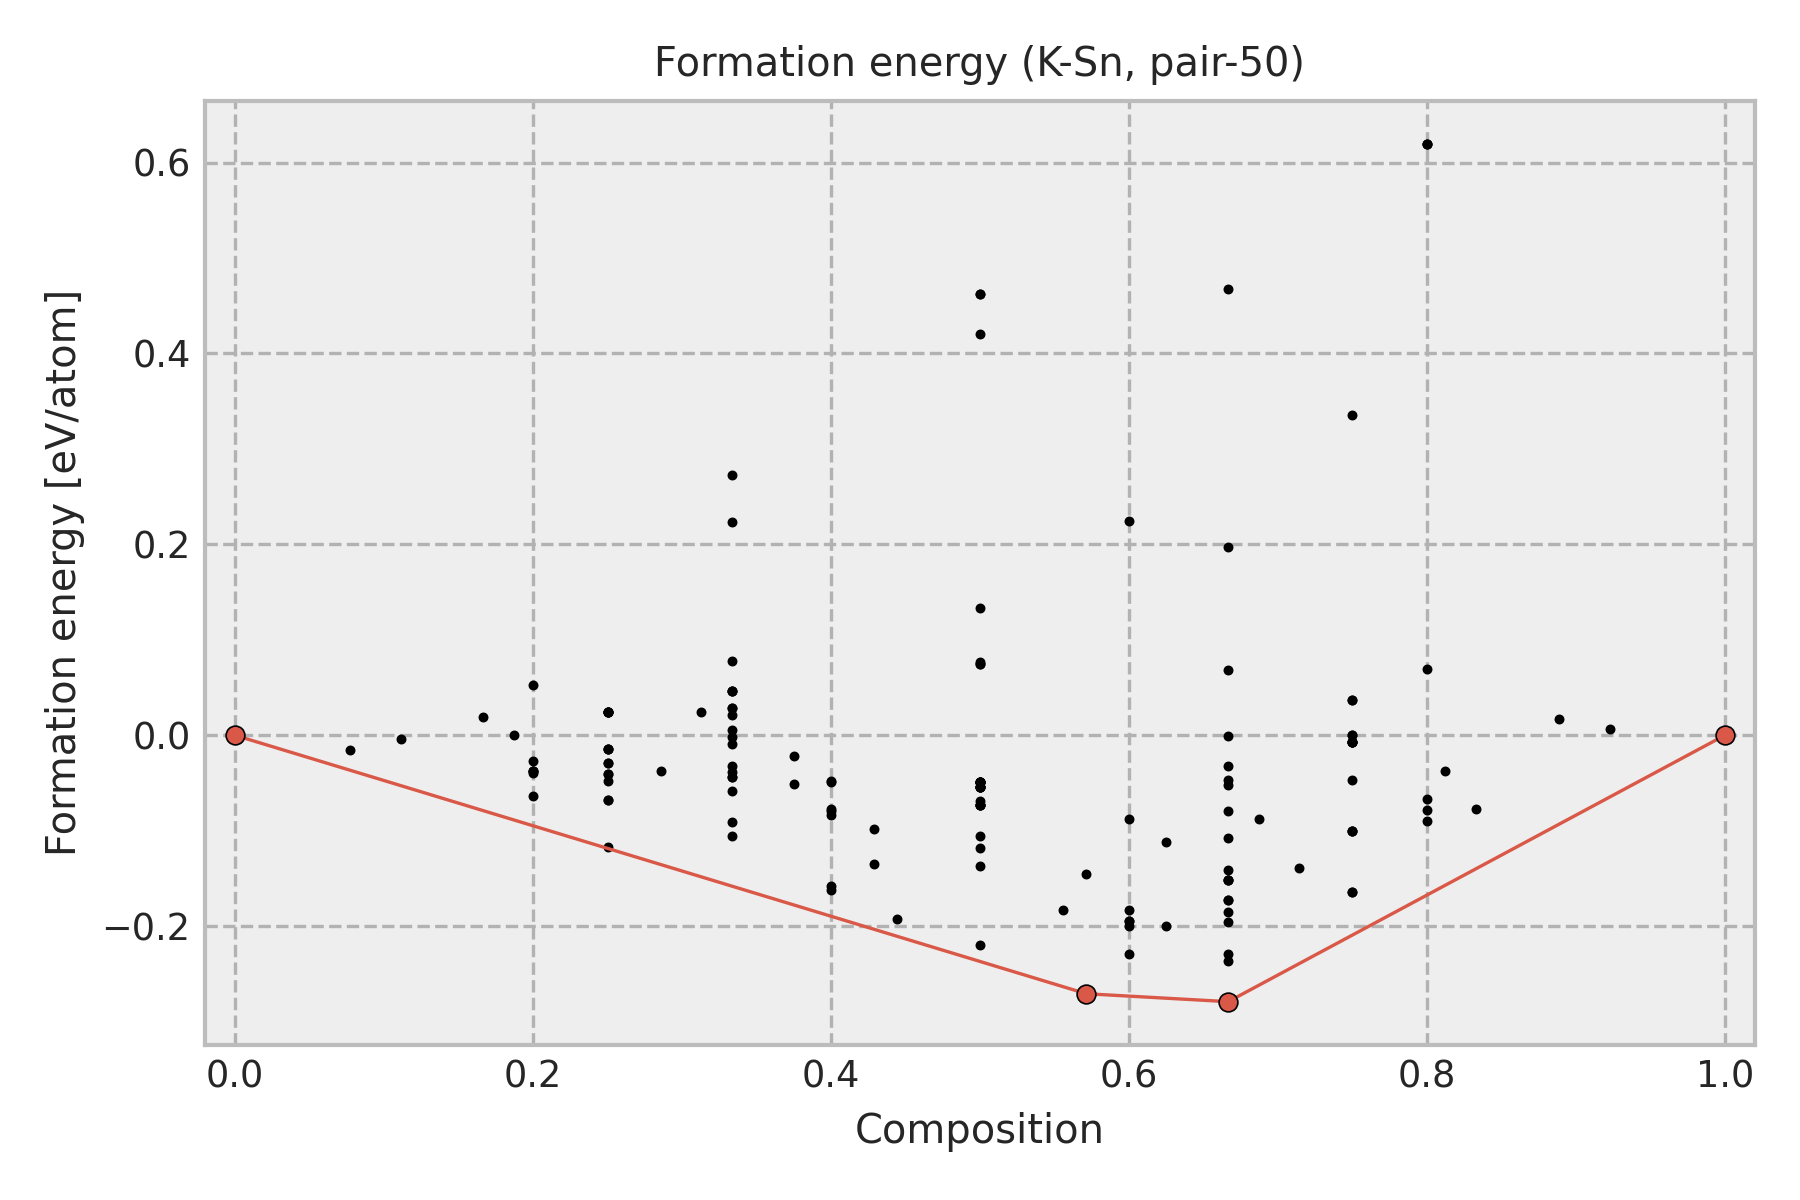 Formation energy (K-Sn, pair-50)
Formation energy [eV/atom]
0.6
0.4
0.2
0.0
−0.2
0.0 0.2 0.4 0.6 0.8 1.0
Composition